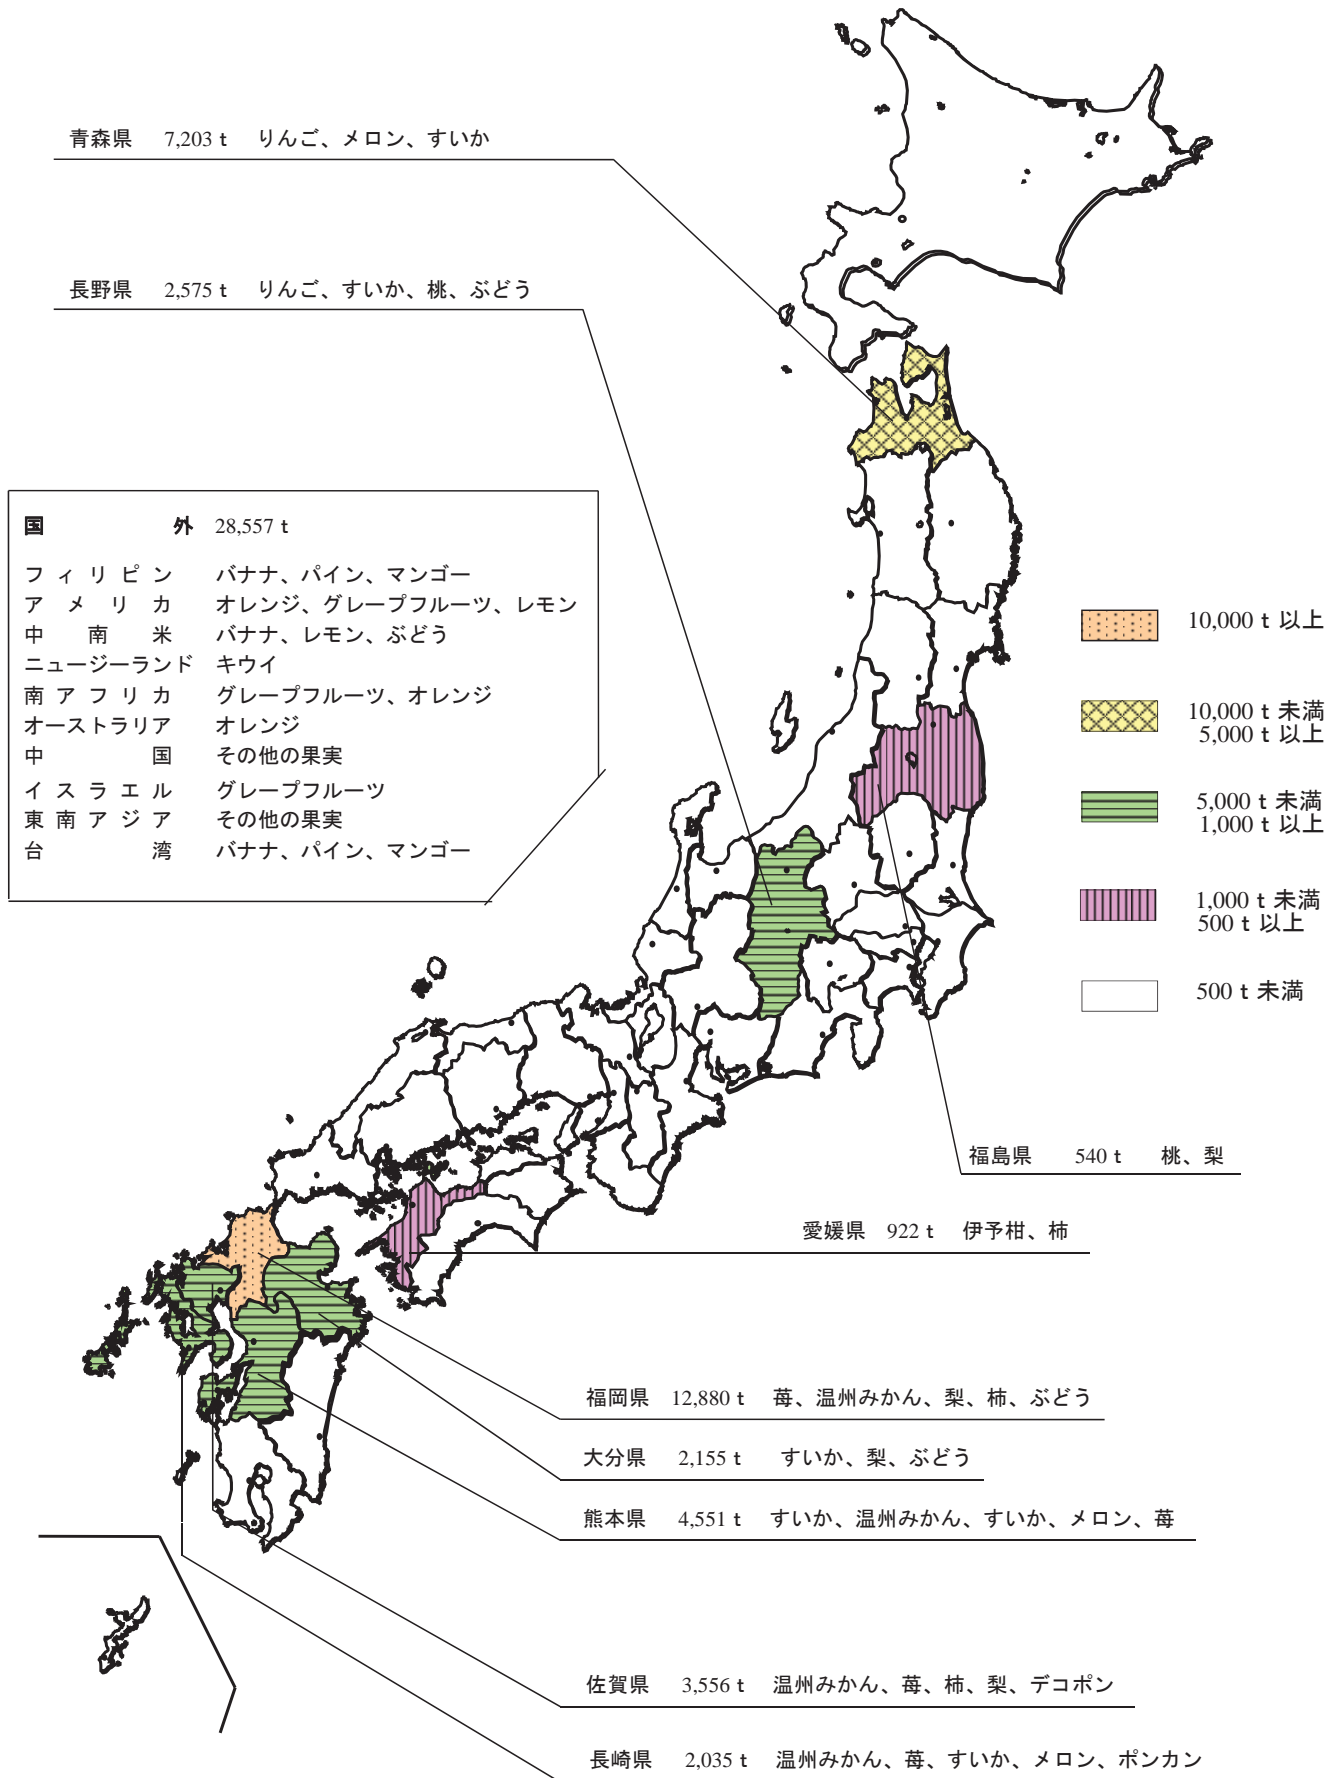 青森県 7,203 t りんご、メロン、すいか
長野県 2,575 t りんご、すいか、桃、ぶどう
国外 28,557 t
フィリピン バナナ、パイン、マンゴー
アメリカ オレンジ、グレープフルーツ、レモン
中南米 バナナ、レモン、ぶどう
ニュージーランド キウイ
南アフリカ グレープフルーツ、オレンジ
オーストラリア オレンジ
中国 その他の果実
イスラエル グレープフルーツ
東南アジア その他の果実
台湾 バナナ、パイン、マンゴー
10,000 t 以上
10,000 t 未満
5,000 t 以上
5,000 t 未満
1,000 t 以上
1,000 t 未満
500 t 以上
500 t 未満
福島県 540 t 桃、梨
愛媛県 922 t 伊予柑、柿
福岡県 12,880 t 苺、温州みかん、梨、柿、ぶどう
大分県 2,155 t すいか、梨、ぶどう
熊本県 4,551 t すいか、温州みかん、すいか、メロン、苺
佐賀県 3,556 t 温州みかん、苺、柿、梨、デコポン
長崎県 2,035 t 温州みかん、苺、すいか、メロン、ポンカン